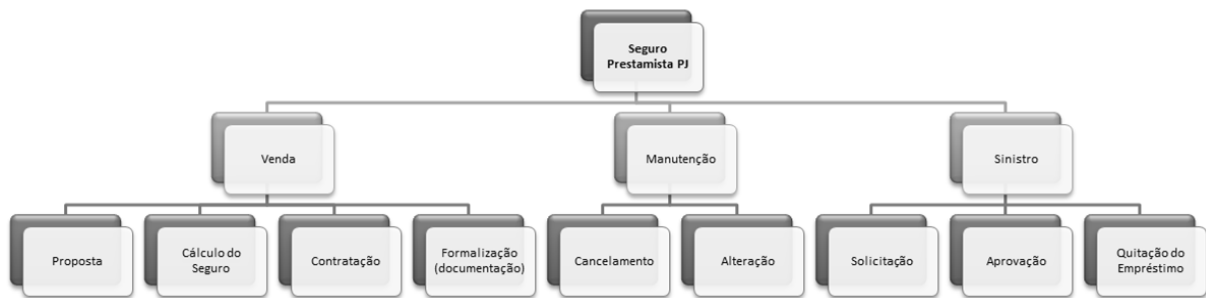 Seguro
Prestamista PJ
Venda
Manutenção
Sinistro
Proposta
Cálculo do
Seguro
Contratação
Formalização
(documentação)
Cancelamento
Alteração
Solicitação
Aprovação
Quitação do
Empréstimo